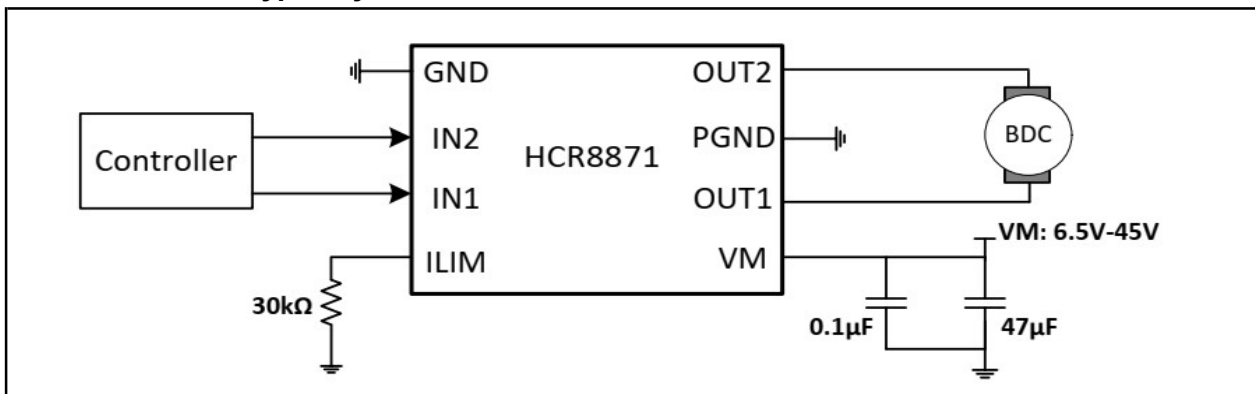 GND
OUT2
Controller
IN2
HCR8871
PGND
BDC
IN1
OUT1
VM: 6.5V-45V
ILIM
VM
30kΩ
0.1μF
47μF